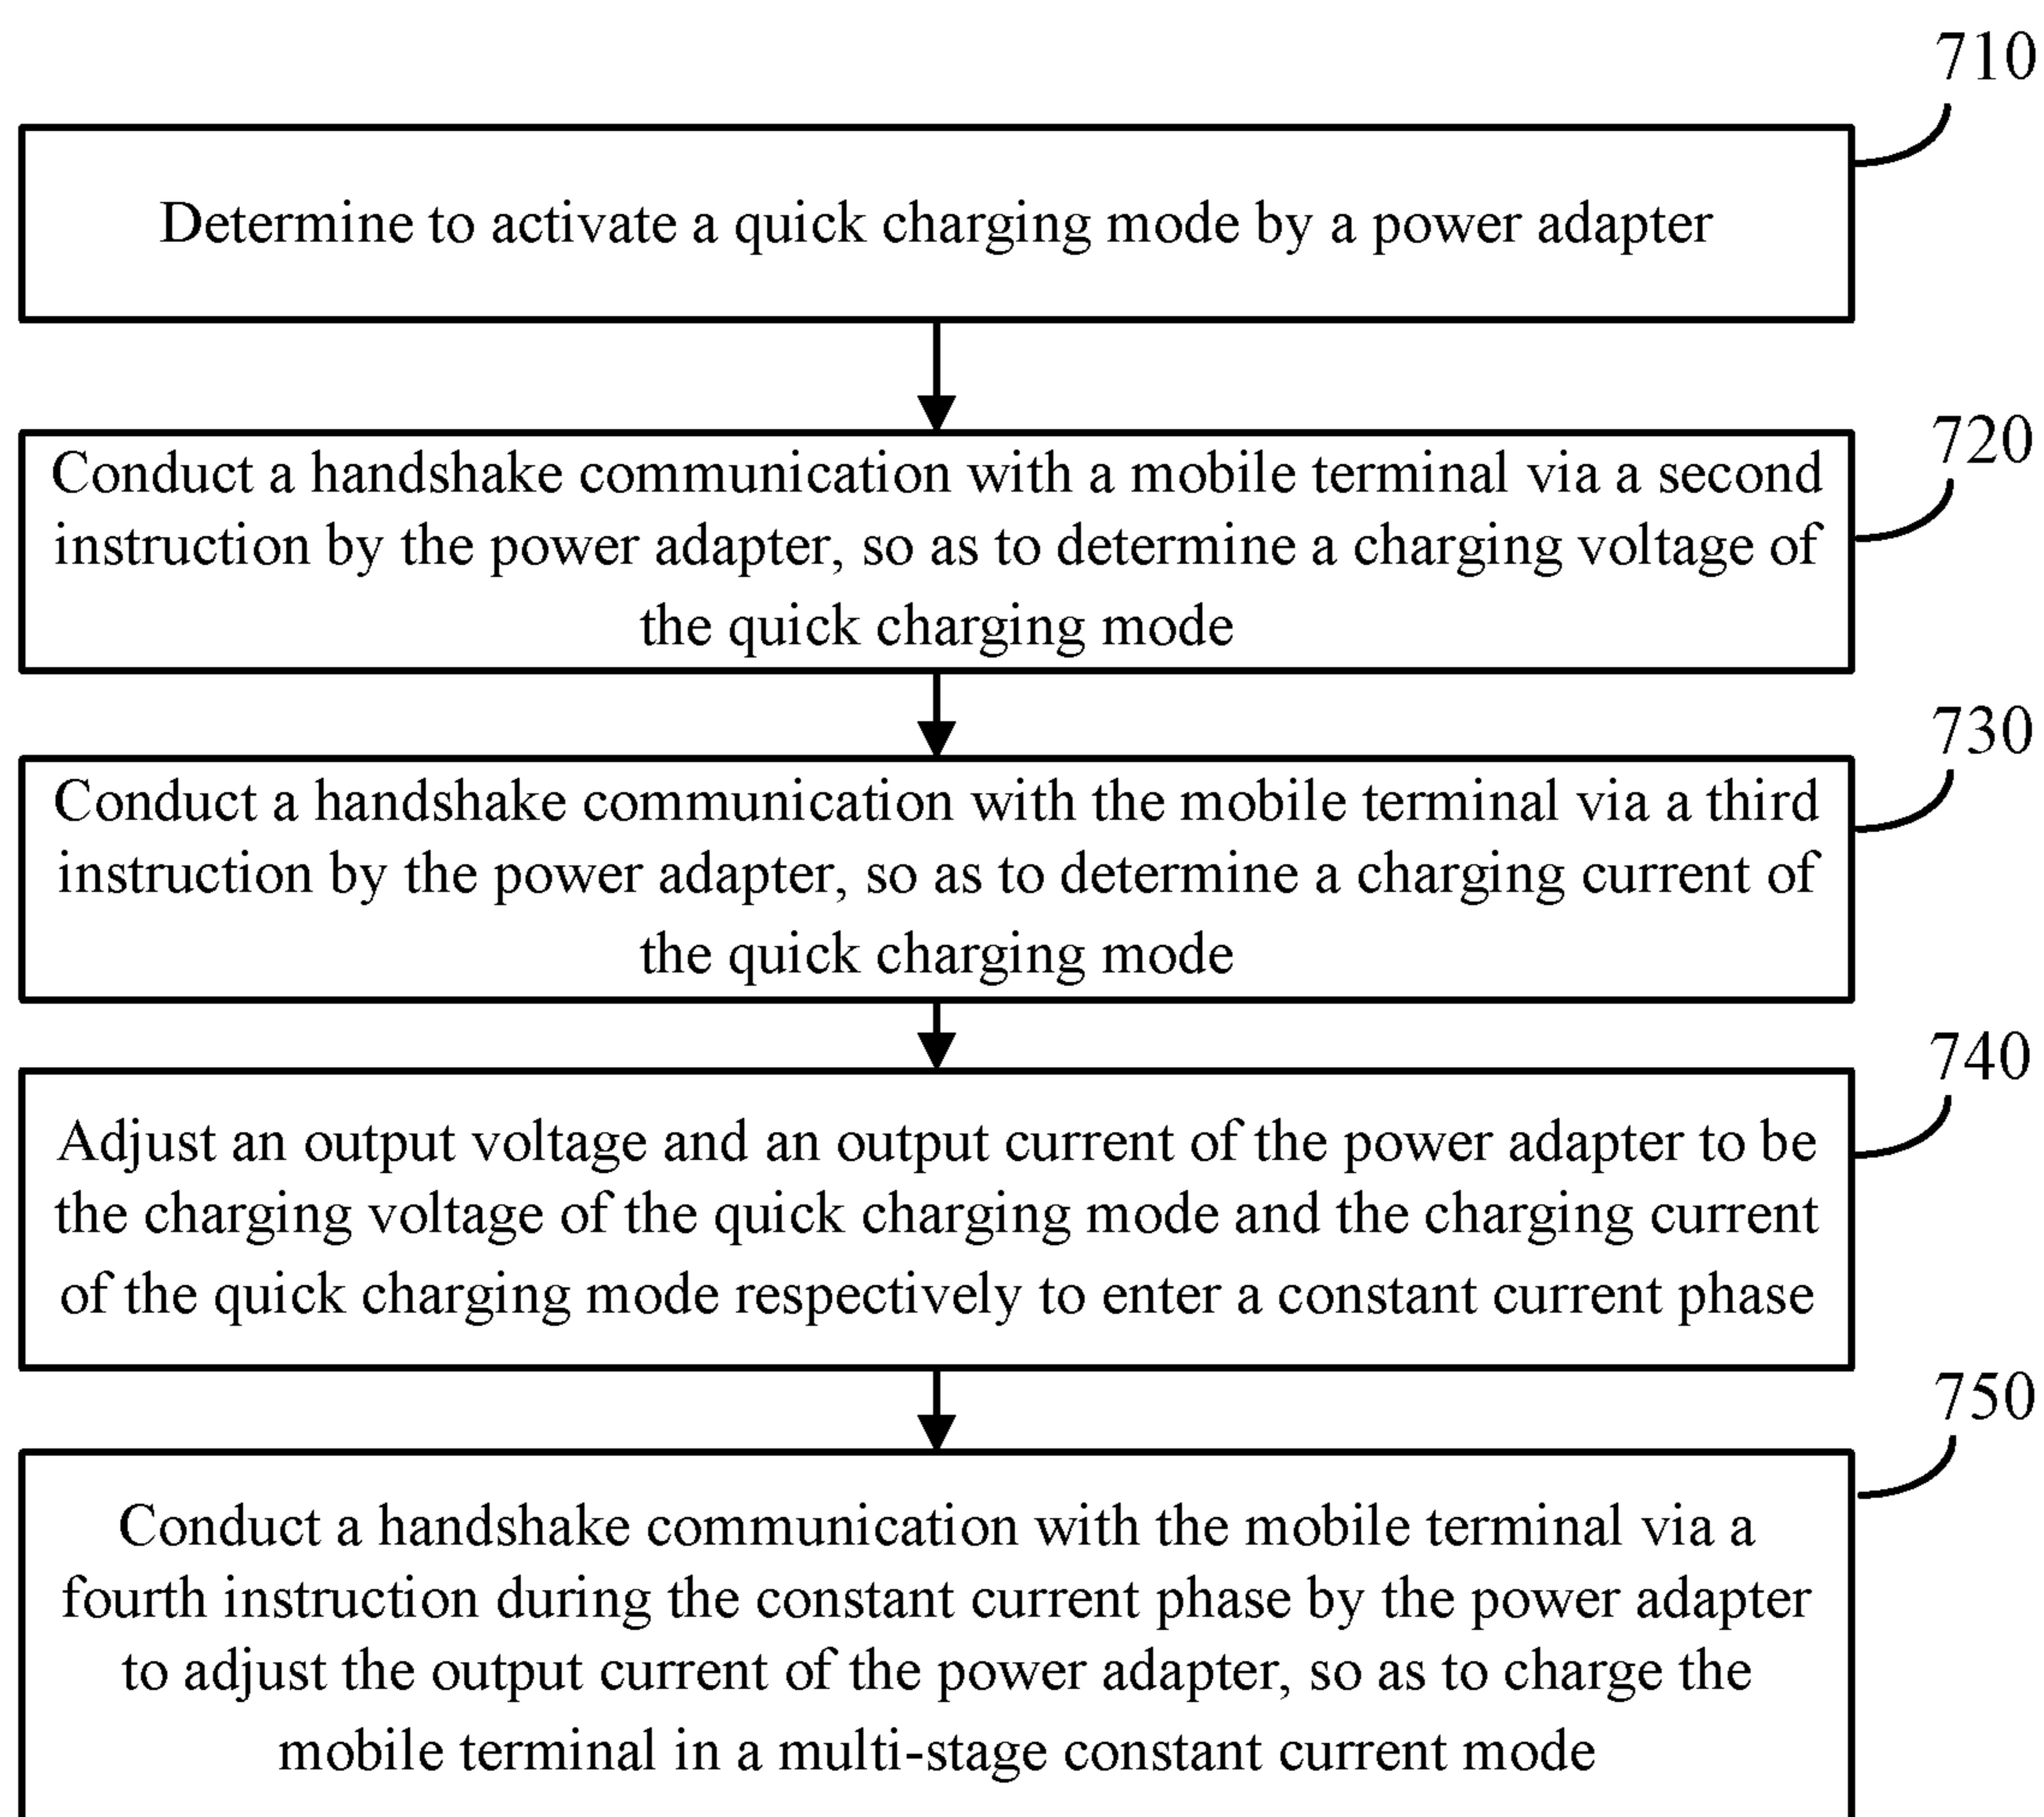 710
Determine to activate a quick charging mode by a power adapter
720
Conduct a handshake communication with a mobile terminal via a second
instruction by the power adapter, so as to determine a charging voltage of
the quick charging mode
730
Conduct a handshake communication with the mobile terminal via a third
instruction by the power adapter, so as to determine a charging current of
the quick charging mode
740
Adjust an output voltage and an output current of the power adapter to be
the charging voltage of the quick charging mode and the charging current
of the quick charging mode respectively to enter a constant current phase
750
Conduct a handshake communication with the mobile terminal via a
fourth instruction during the constant current phase by the power adapter
to adjust the output current of the power adapter, so as to charge the
mobile terminal in a multi-stage constant current mode